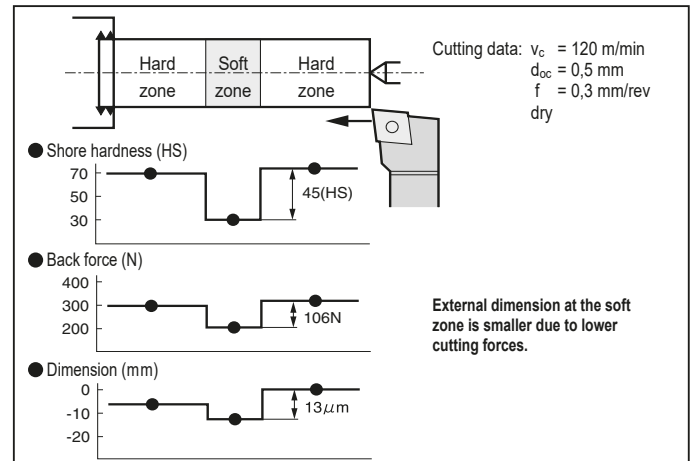 Hard Soft Hard
zone zone zone
Cutting data: vc = 120 m/min
doc = 0,5 mm
f = 0,3 mm/rev
dry
● Shore hardness (HS)
70
50
30
45(HS)
● Back force (N)
400
300
200
106N
External dimension at the soft
zone is smaller due to lower
cutting forces.
● Dimension (mm)
0
-10
-20
13μm